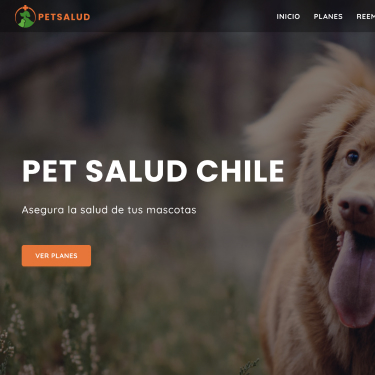 PETSALUD
INICIO PLANES REEM
PET SALUD CHILE
Asegura la salud de tus mascotas
VER PLANES